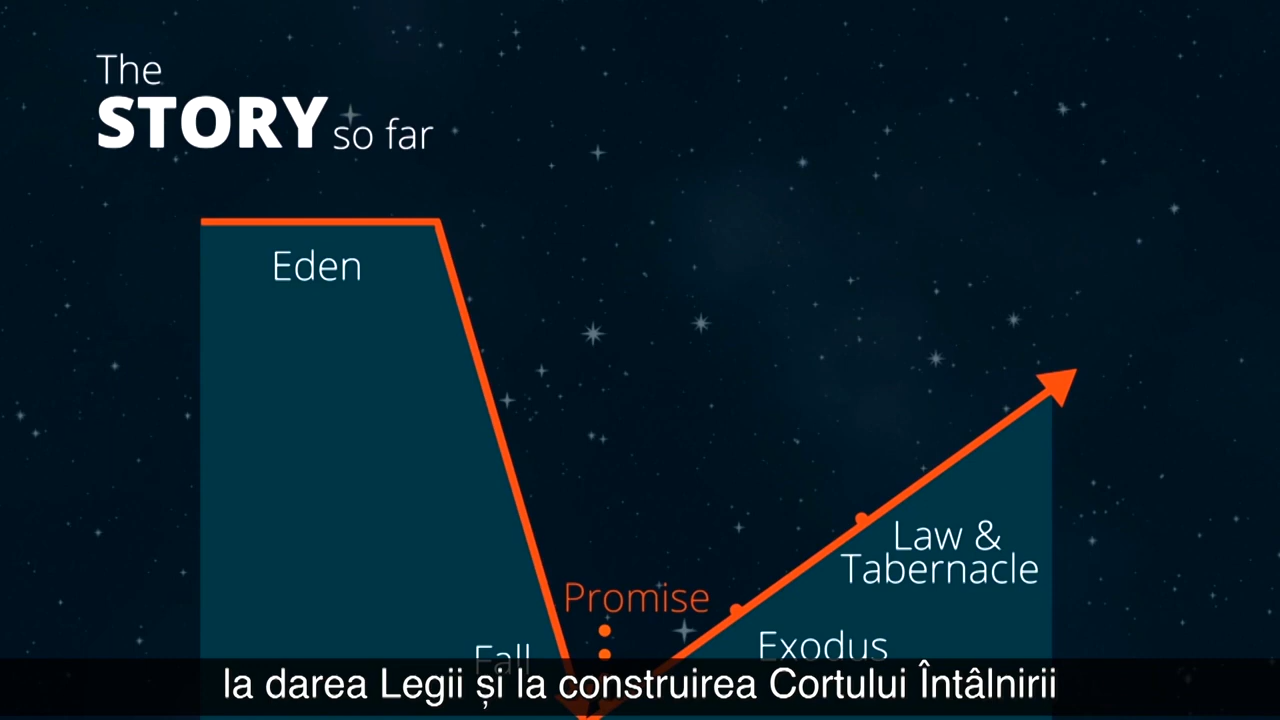 The
STORY so far
Eden
Promise
Law &
Tabernacle
Fall
Exodus
la darea Legii și la construirea Cortului Întâlnirii